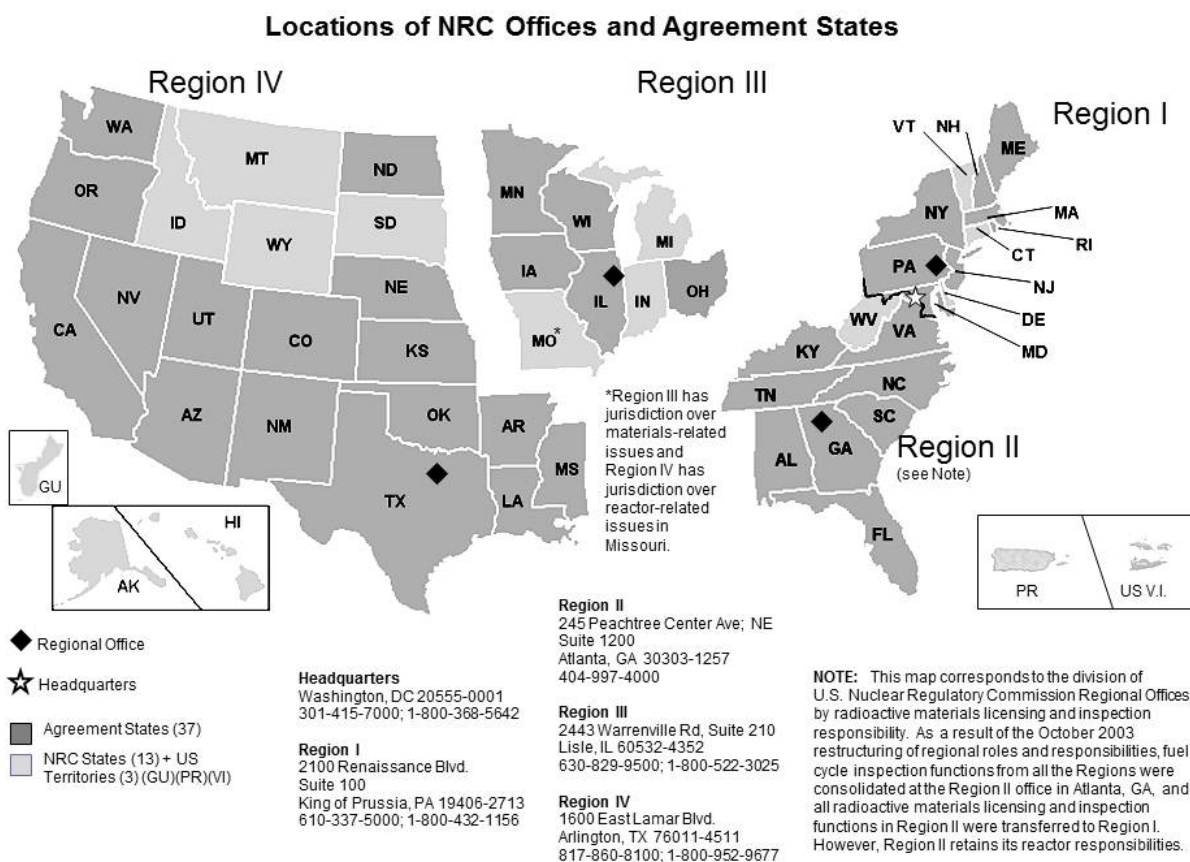 Locations of NRC Offices and Agreement States
Region IV
Region III
Region I
WA
OR
CA
NV
ID
MT
WY
UT
CO
AZ
NM
ND
SD
NE
KS
OK
TX
AR
LA
MS
MN
IA
MO*
WI
IL
IN
MI
OH
*Region III has
jurisdiction over
materials-related
issues and
Region IV has
jurisdiction over
reactor-related
issues in
Missouri.
VT
NH
ME
NY
MA
RI
CT
PA
NJ
DE
MD
WV
VA
KY
TN
NC
SC
AL
GA
FL
Region II
(see Note)
GU
AK
HI
PR
US V.I.
Regional Office
Headquarters
Agreement States (37)
NRC States (13) + US
Territories (3) (GU)(PR)(VI)
Headquarters
Washington, DC 20555-0001
301-415-7000; 1-800-368-5642
Region I
2100 Renaissance Blvd.
Suite 100
King of Prussia, PA 19406-2713
610-337-5000; 1-800-432-1156
Region II
245 Peachtree Center Ave; NE
Suite 1200
Atlanta, GA 30303-1257
404-997-4000
Region III
2443 Warrenville Rd, Suite 210
Lisle, IL 60532-4352
630-829-9500; 1-800-522-3025
Region IV
1600 East Lamar Blvd.
Arlington, TX 76011-4511
817-860-8100; 1-800-952-9677
NOTE: This map corresponds to the division of
U.S. Nuclear Regulatory Commission Regional Offices
by radioactive materials licensing and inspection
responsibility. As a result of the October 2003
restructuring of regional roles and responsibilities, fuel
cycle inspection functions from all the Regions were
consolidated at the Region II office in Atlanta, GA, and
all radioactive materials licensing and inspection
functions in Region II were transferred to Region I.
However, Region II retains its reactor responsibilities.